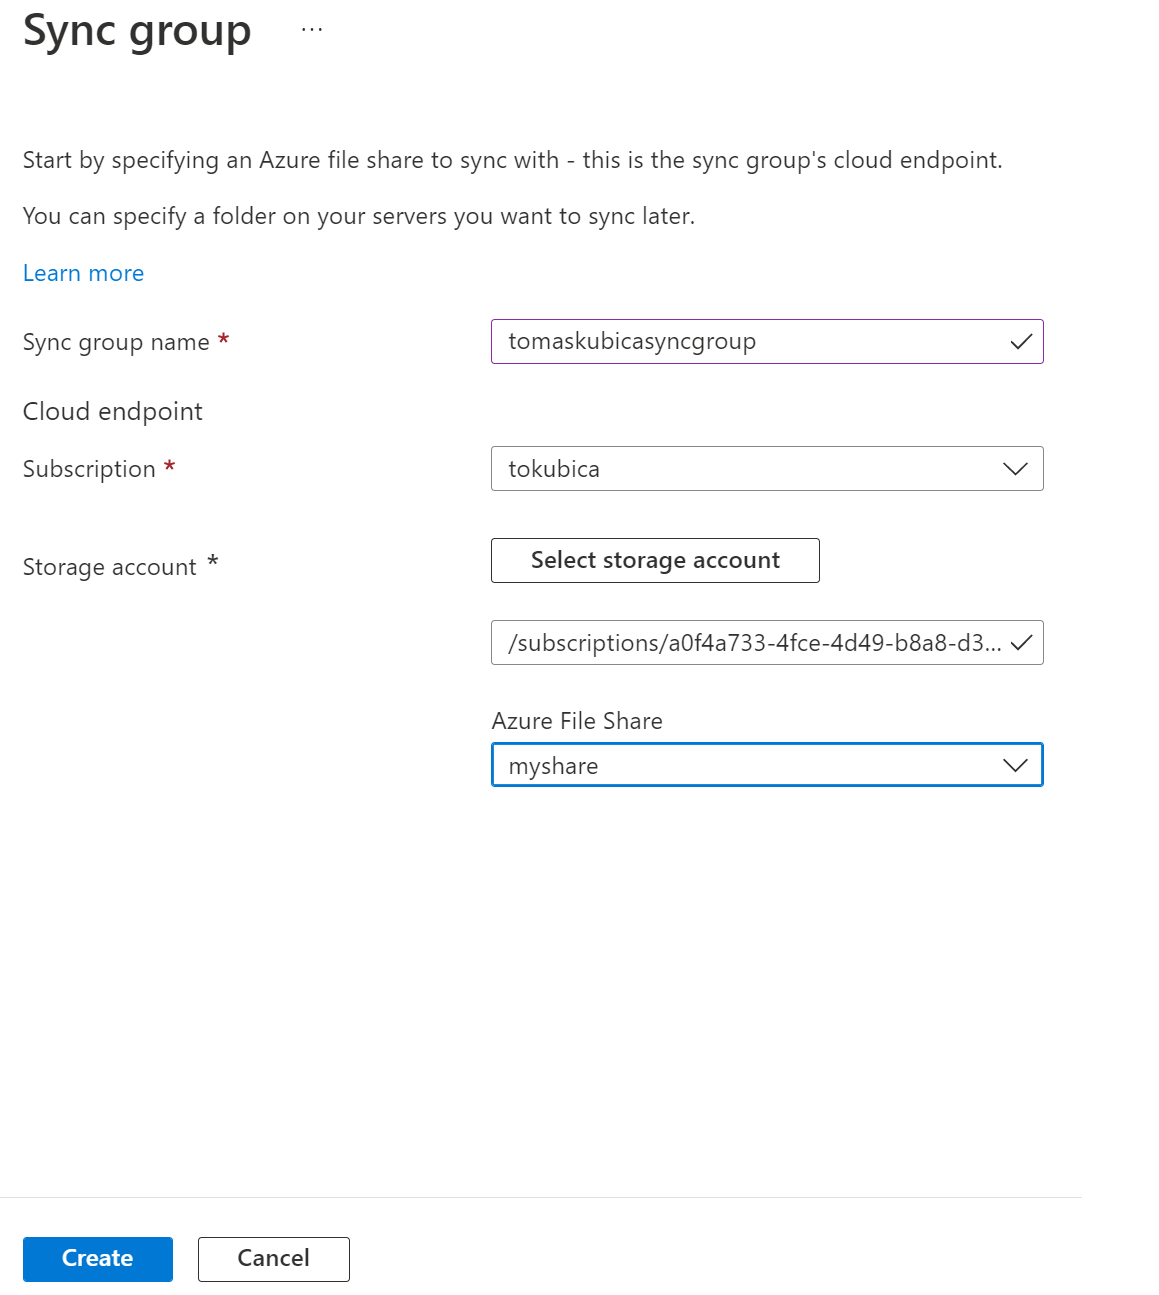 Sync group ...
Start by specifying an Azure file share to sync with - this is the sync group's cloud endpoint.
You can specify a folder on your servers you want to sync later.
Learn more
Sync group name *
tomaskubicasyncgroup
Cloud endpoint
Subscription *
tokubica
Storage account *
Select storage account
/subscriptions/a0f4a733-4fce-4d49-b8a8-d3...
Azure File Share
myshare
Create
Cancel